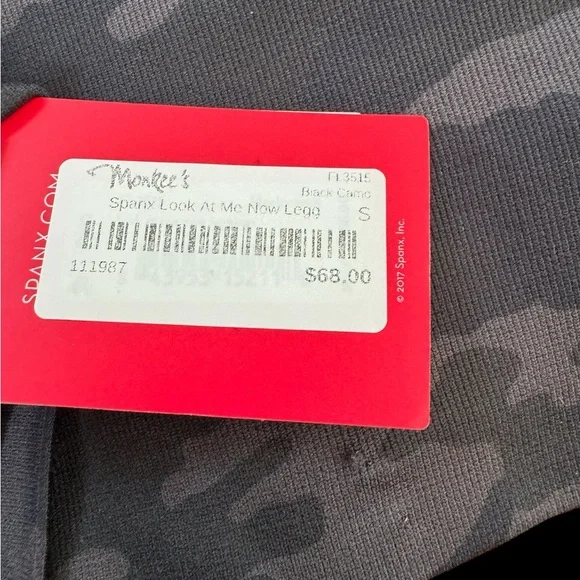 SPANX.COM
Monkee's
FL3515
Black Camo
Spanx Look At Me Now Legg
S
111987
$68.00
© 2017 Spanx, Inc.